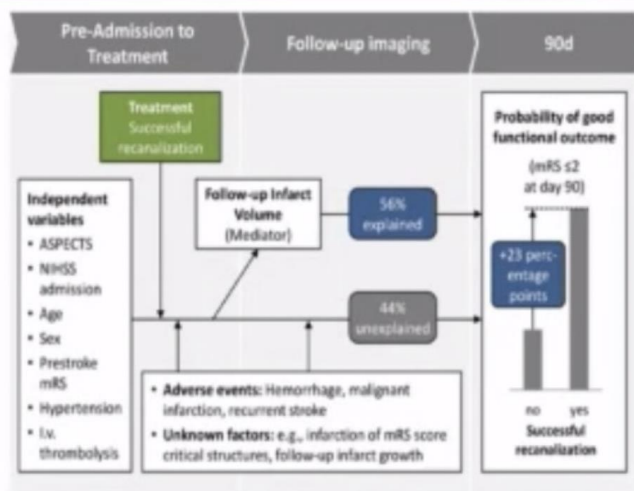 Pre-Admission to
Treatment
Follow-up imaging
90d
Treatment
Successful
recanalization
Independent
variables
• ASPECTS
• NIHSS
admission
• Age
• Sex
• Prestroke
mRS
• Hypertension
• I.v.
thrombolysis
Follow-up Infarct
Volume
(Mediator)
56%
explained
44%
unexplained
• Adverse events: Hemorrhage, malignant
infarction, recurrent stroke
• Unknown factors: e.g., infarction of mRS score
critical structures, follow-up infarct growth
Probability of good
functional outcome
(mRS ≤2
at day 90)
+23 perc-
entage
points
no yes
Successful
recanalization